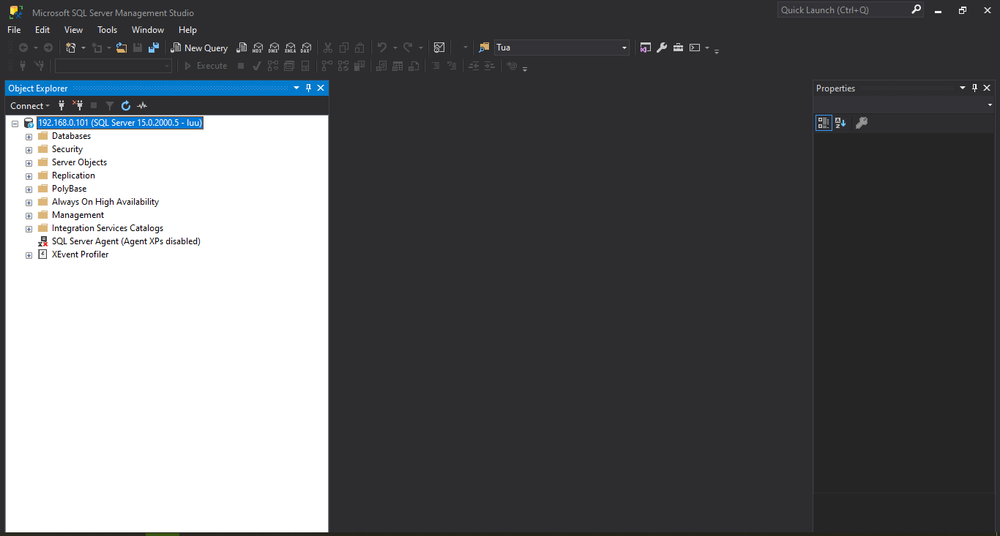 Microsoft SQL Server Management Studio
Quick Launch (Ctrl+Q)
File Edit View Tools Window Help
New Query MDX DMX XMLA DAX Tua
Execute
Object Explorer
Connect
192.168.0.101 (SQL Server 15.0.2000.5 - luu)
Databases
Security
Server Objects
Replication
PolyBase
Always On High Availability
Management
Integration Services Catalogs
SQL Server Agent (Agent XPs disabled)
XEvent Profiler
Properties